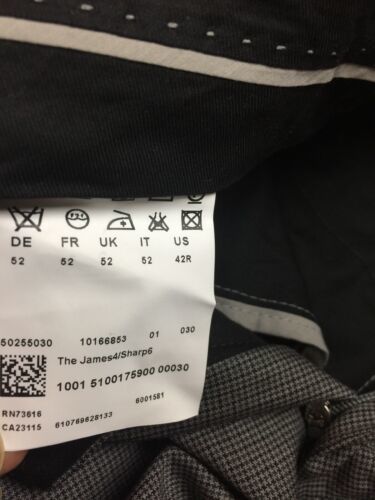 DE FR UK IT US
52 52 52 52 42R
50255030 10166853 01 030
The James4/Sharp6
1001 5100175900 00030
6001581
RN73616
CA23115 610769628133